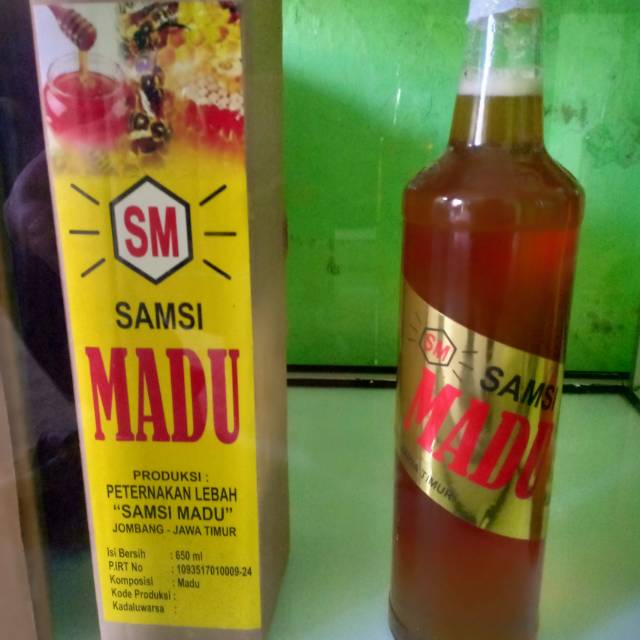 SM
SAMSI
MADU
PRODUKSI :
PETERNAKAN LEBAH
“SAMSI MADU”
JOMBANG - JAWA TIMUR
Isi Bersih : 650 ml
P.IRT No : 1093517010009-24
Komposisi : Madu
Kode Produksi :
Kadaluwarsa :
SM
SAMSI
MADU
TIMUR